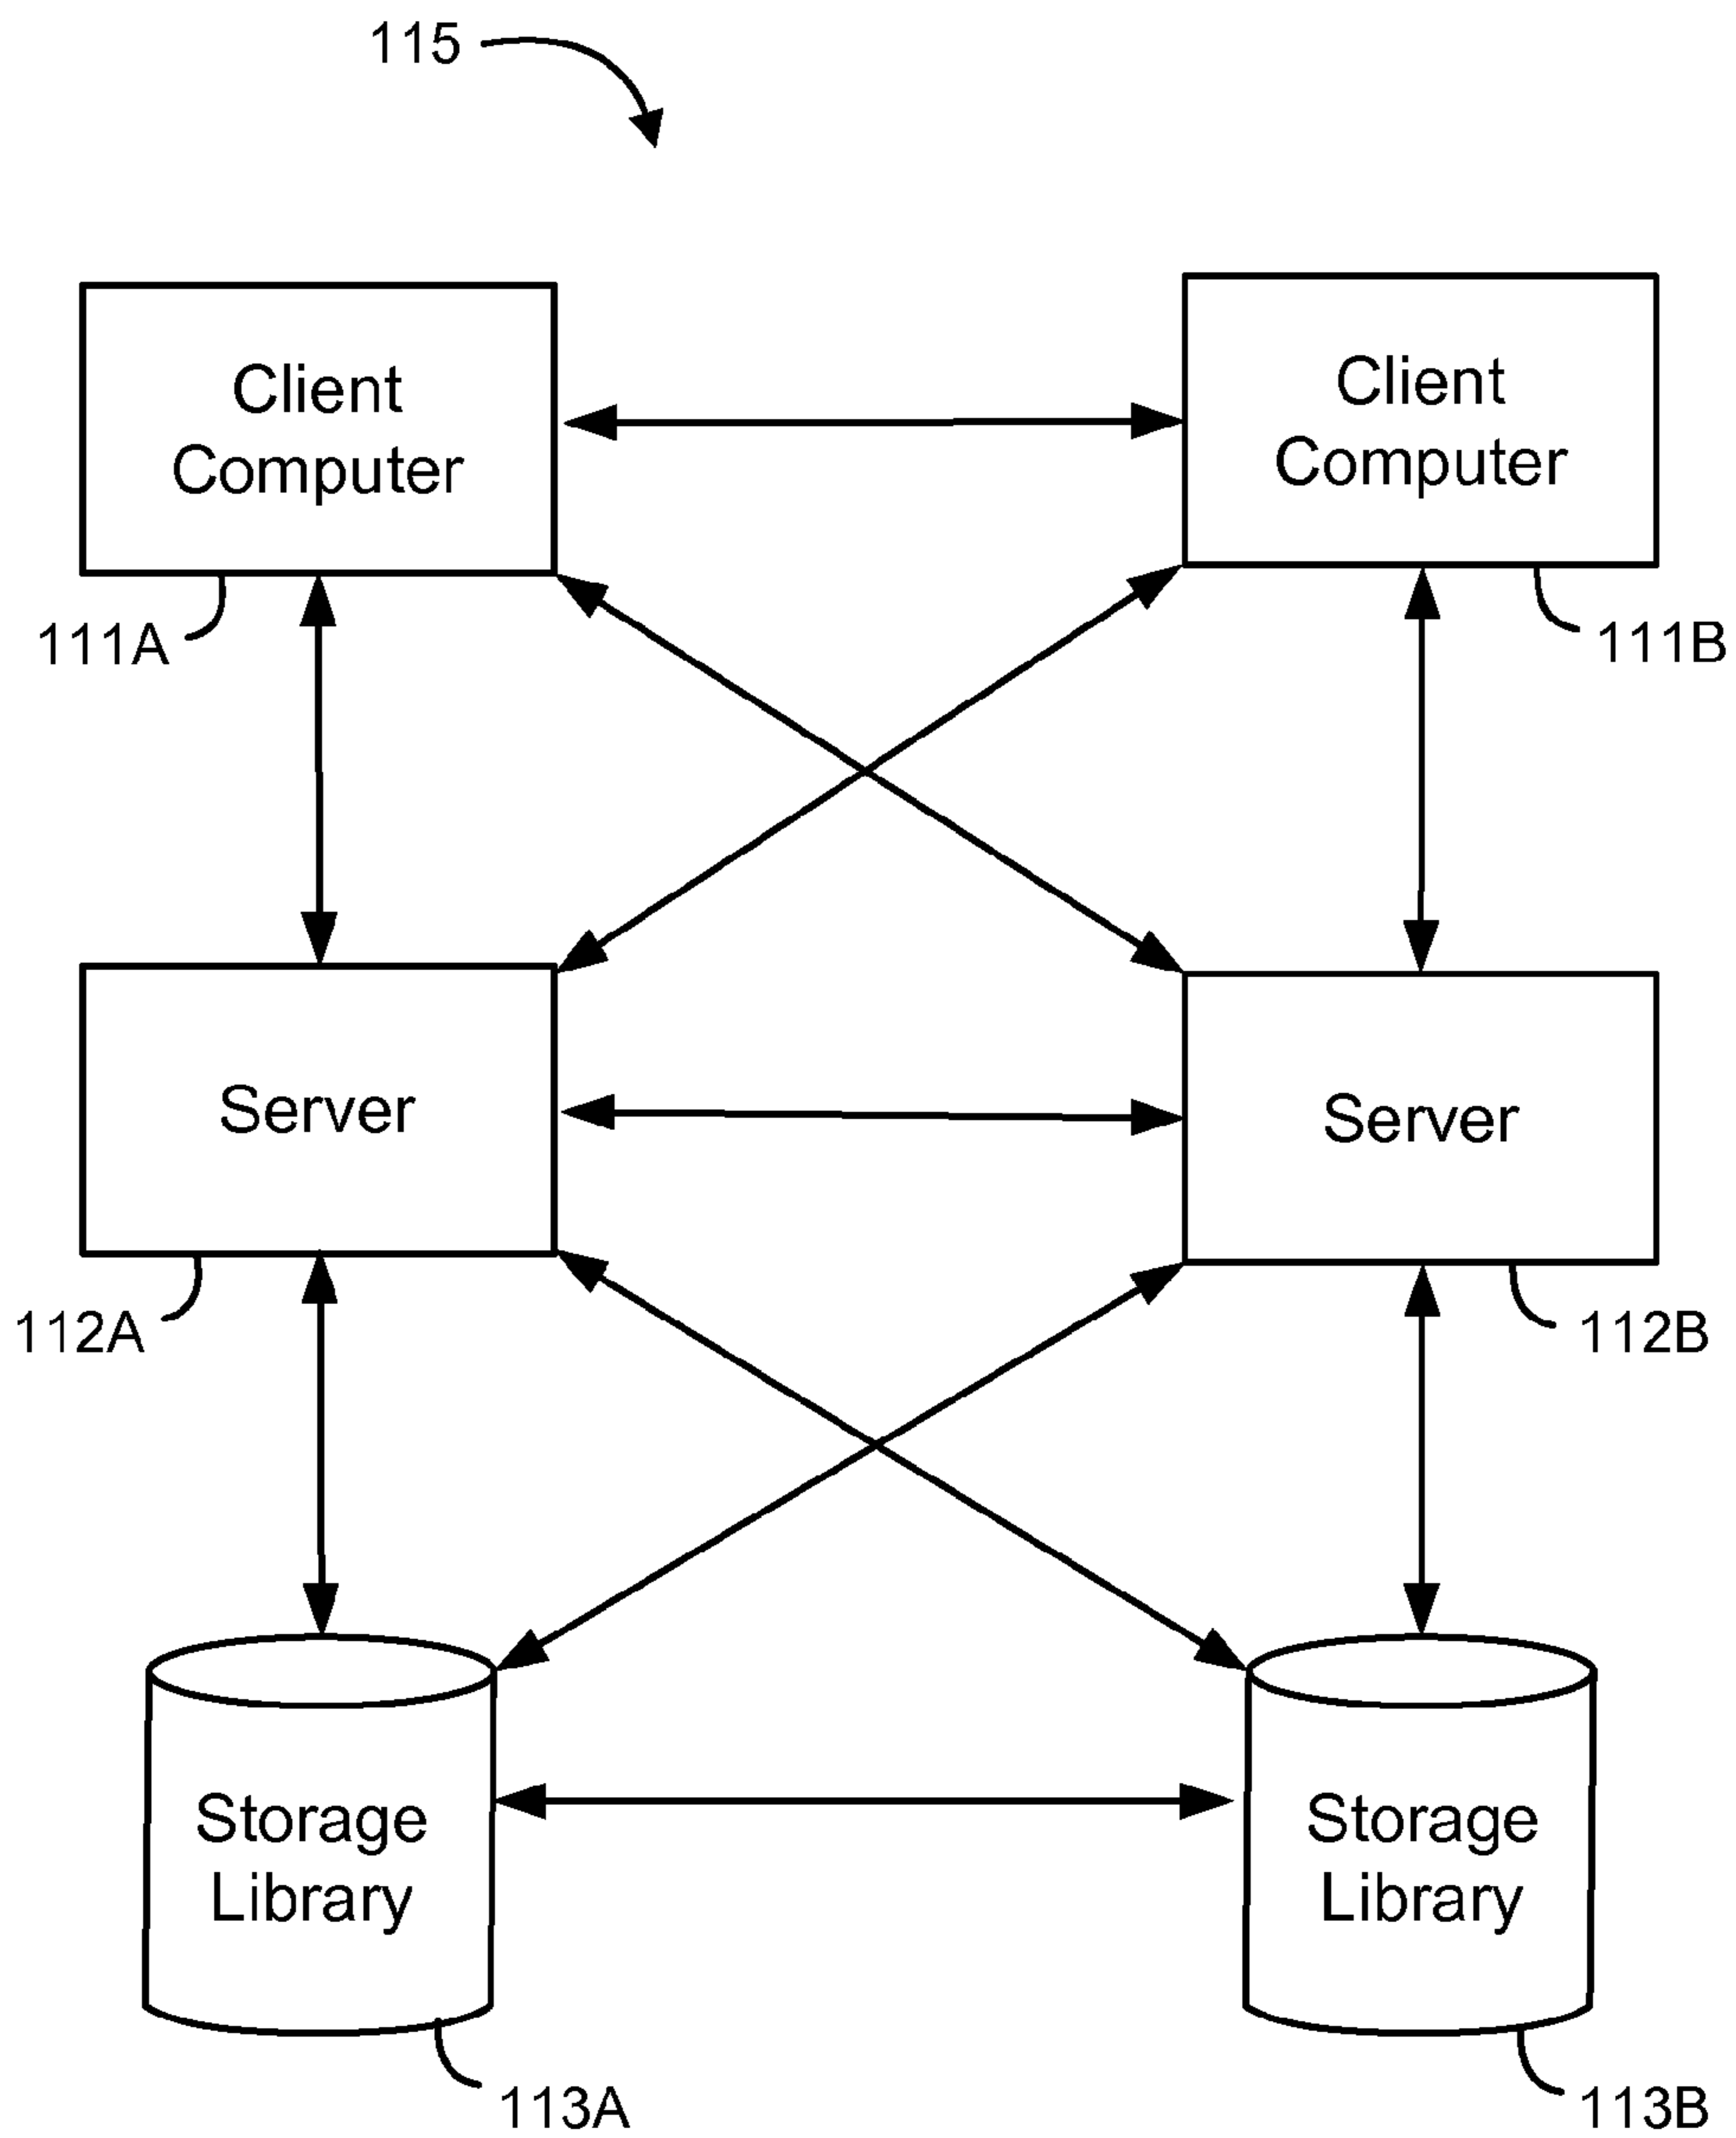 115
Client
Computer
Client
Computer
111A
111B
Server
Server
112A
112B
Storage
Library
Storage
Library
113A
113B